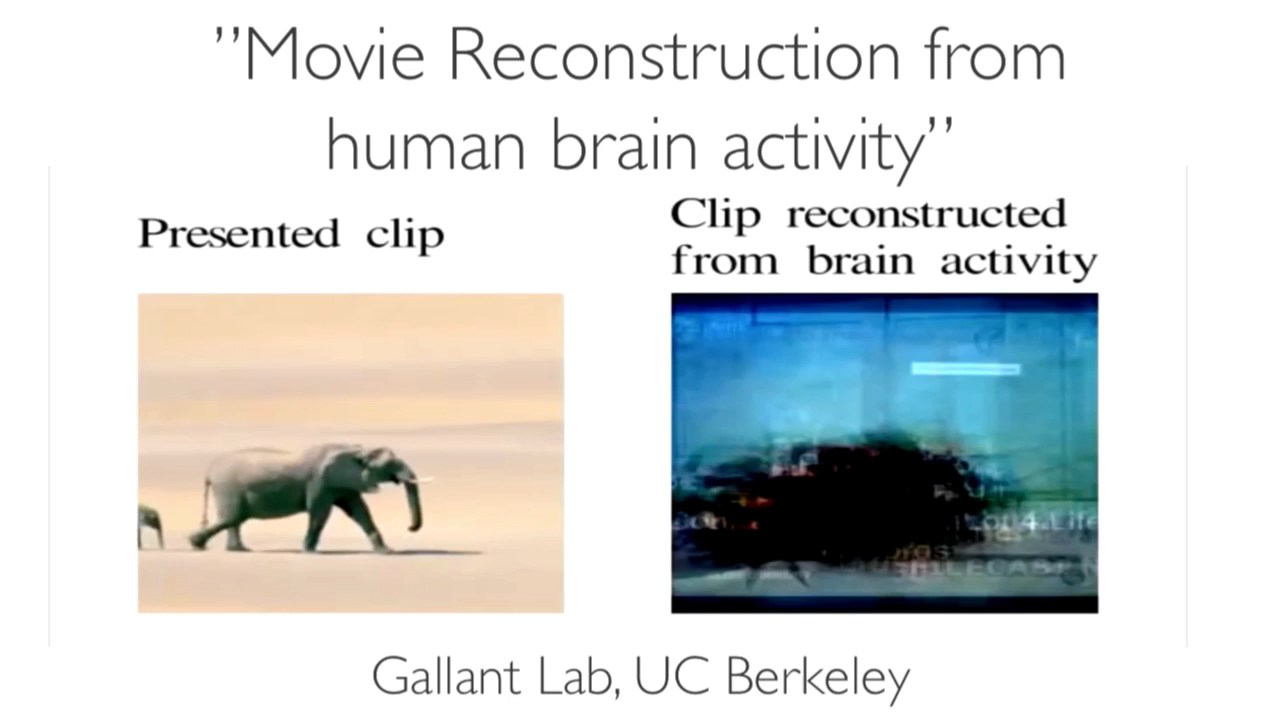 ”Movie Reconstruction from
human brain activity”
Presented clip
Clip reconstructed
from brain activity
Gallant Lab, UC Berkeley